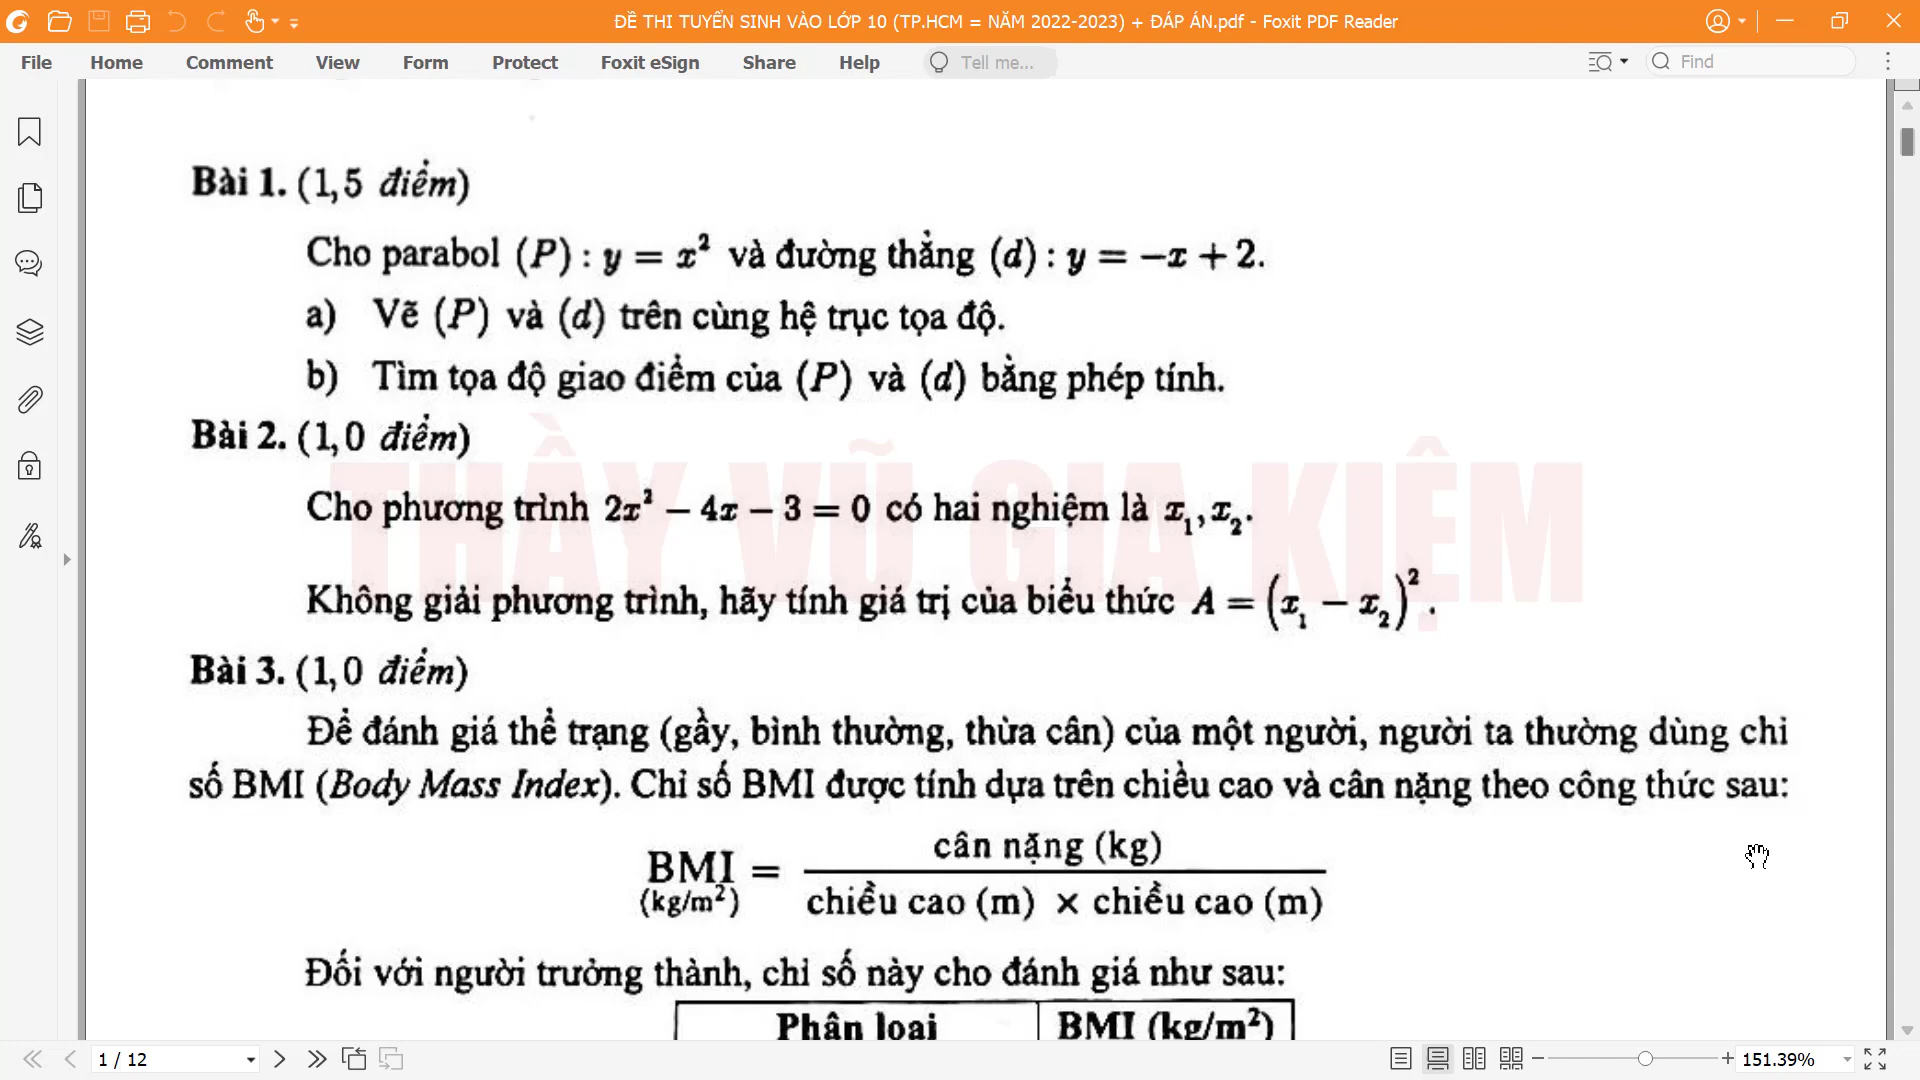 ĐỀ THI TUYỂN SINH VÀO LỚP 10 (TP.HCM = NĂM 2022-2023) + ĐÁP ÁN.pdf - Foxit PDF Reader
File Home Comment View Form Protect Foxit eSign Share Help Tell me... Find
Bài 1. (1,5 điểm)
Cho parabol (P) : y = x² và đường thẳng (d) : y = −x + 2.
a) Vẽ (P) và (d) trên cùng hệ trục tọa độ.
b) Tìm tọa độ giao điểm của (P) và (d) bằng phép tính.
Bài 2. (1,0 điểm)
THẦY VŨ GIA KIỆM
Cho phương trình 2x² − 4x − 3 = 0 có hai nghiệm là x₁, x₂.
Không giải phương trình, hãy tính giá trị của biểu thức A = (x₁ − x₂)².
Bài 3. (1,0 điểm)
Để đánh giá thể trạng (gầy, bình thường, thừa cân) của một người, người ta thường dùng chỉ
số BMI (Body Mass Index). Chỉ số BMI được tính dựa trên chiều cao và cân nặng theo công thức sau:
cân nặng (kg)
BMI =
(kg/m²) chiều cao (m) × chiều cao (m)
Đối với người trưởng thành, chỉ số này cho đánh giá như sau:
Phân loại BMI (kg/m²)
1 / 12 151.39%